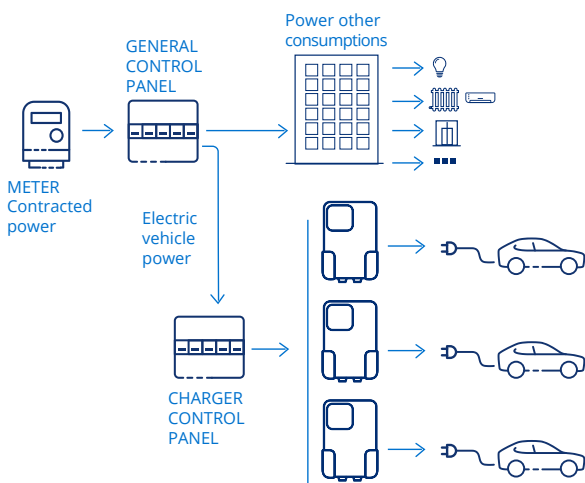 Power other
consumptions
GENERAL
CONTROL
PANEL
METER
Contracted
power
Electric
vehicle
power
CHARGER
CONTROL
PANEL